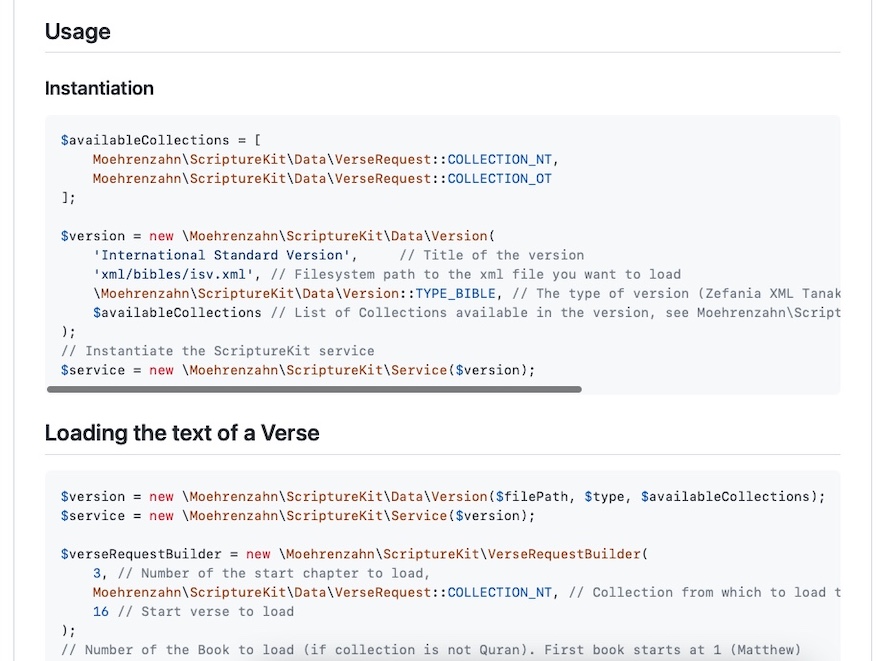 Usage
Instantiation
$availableCollections = [
    Moehrenzahn\ScriptureKit\Data\VerseRequest::COLLECTION_NT,
    Moehrenzahn\ScriptureKit\Data\VerseRequest::COLLECTION_OT
];
$version = new \Moehrenzahn\ScriptureKit\Data\Version(
    'International Standard Version',     // Title of the version
    'xml/bibles/isv.xml', // Filesystem path to the xml file you want to load
    \Moehrenzahn\ScriptureKit\Data\Version::TYPE_BIBLE, // The type of version (Zefania XML Tanak
    $availableCollections // List of Collections available in the version, see Moehrenzahn\Script
);
// Instantiate the ScriptureKit service
$service = new \Moehrenzahn\ScriptureKit\Service($version);
Loading the text of a Verse
$version = new \Moehrenzahn\ScriptureKit\Data\Version($filePath, $type, $availableCollections);
$service = new \Moehrenzahn\ScriptureKit\Service($version);
$verseRequestBuilder = new \Moehrenzahn\ScriptureKit\VerseRequestBuilder(
    3, // Number of the start chapter to load,
    Moehrenzahn\ScriptureKit\Data\VerseRequest::COLLECTION_NT, // Collection from which to load t
    16 // Start verse to load
);
// Number of the Book to load (if collection is not Quran). First book starts at 1 (Matthew)